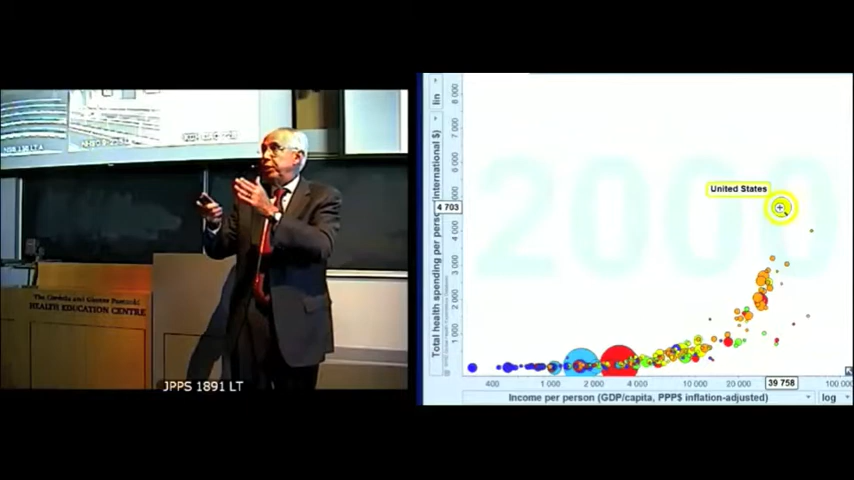 The Cordula and Gunter Paetzold
HEALTH EDUCATION CENTRE
JPPS 1891 LT
2000
United States
Total health spending per person (international $)
lin
8 000
7 000
6 000
5 000
4 703
4 000
3 000
2 000
1 000
400
1 000
2 000
4 000
10 000
20 000
39 758
100 000
Income per person (GDP/capita, PPP$ inflation-adjusted)
log